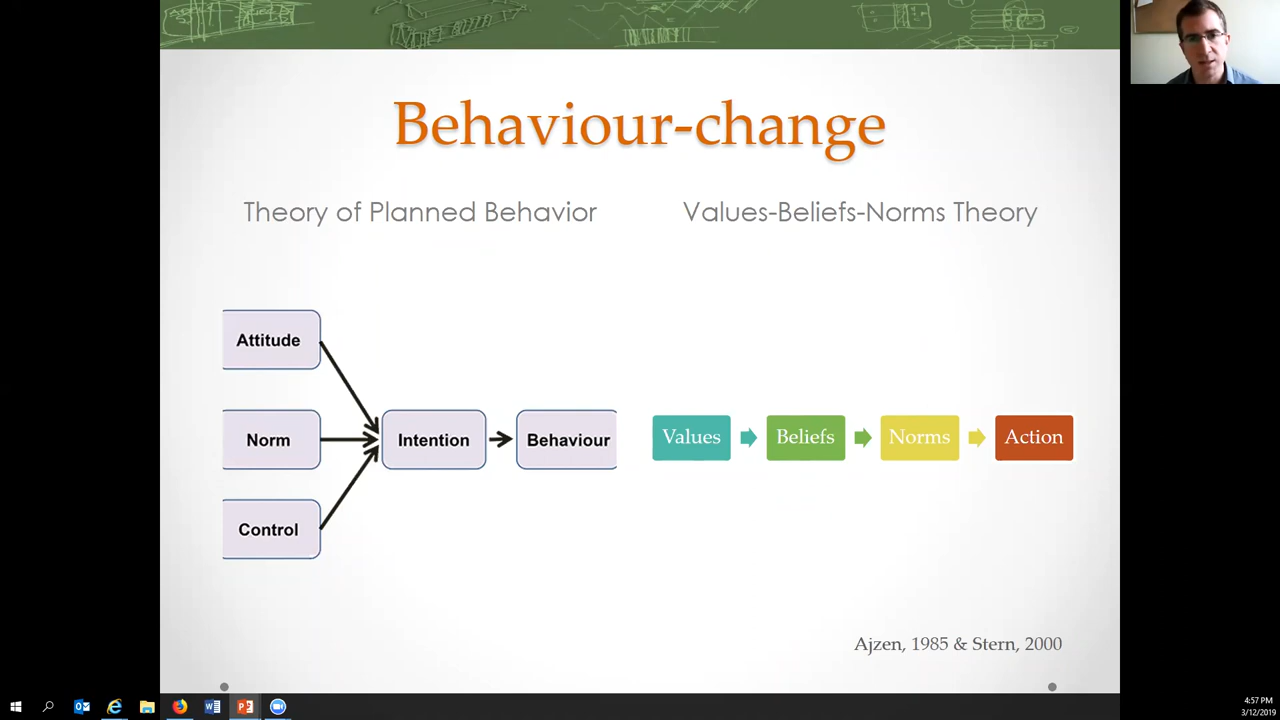 Behaviour-change
Theory of Planned Behavior
Values-Beliefs-Norms Theory
Attitude
Norm
Control
Intention
Behaviour
Values
Beliefs
Norms
Action
Ajzen, 1985 & Stern, 2000
4:57 PM
3/12/2019